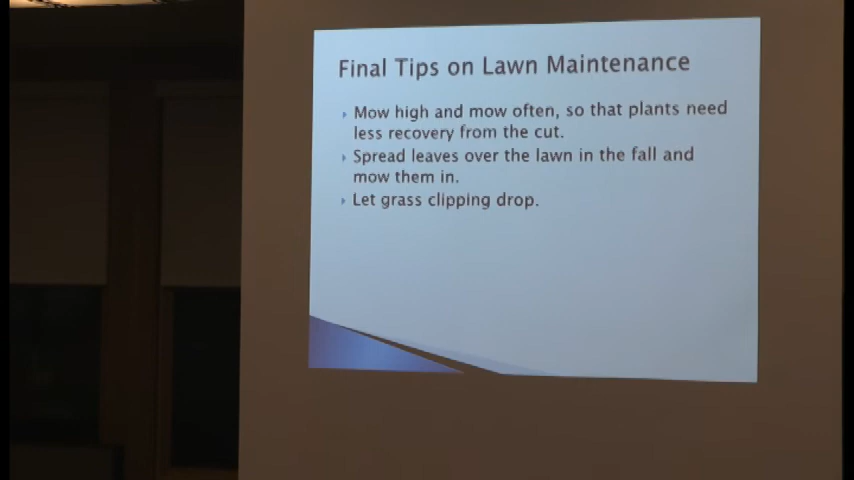 Final Tips on Lawn Maintenance
Mow high and mow often, so that plants need
less recovery from the cut.
Spread leaves over the lawn in the fall and
mow them in.
Let grass clipping drop.